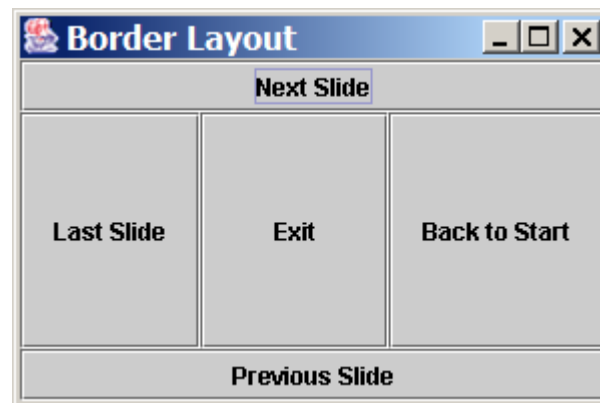 Border Layout
Next Slide
Last Slide
Exit
Back to Start
Previous Slide